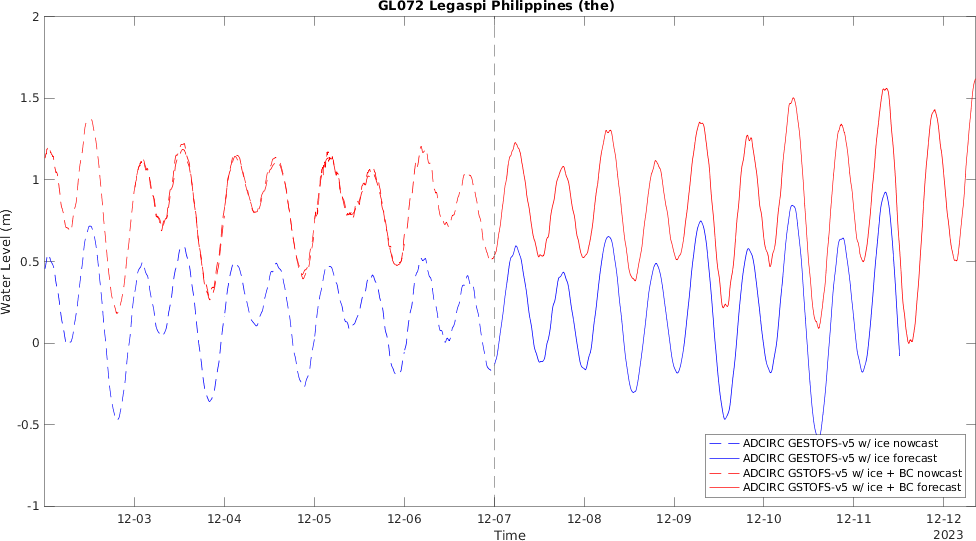 GL072 Legaspi Philippines (the)
2
1.5
1
0.5
0
-0.5
-1
Water Level (m)
ADCIRC GESTOFS-v5 w/ ice nowcast
ADCIRC GESTOFS-v5 w/ ice forecast
ADCIRC GSTOFS-v5 w/ ice + BC nowcast
ADCIRC GSTOFS-v5 w/ ice + BC forecast
12-03 12-04 12-05 12-06 12-07 12-08 12-09 12-10 12-11 12-12
Time
2023